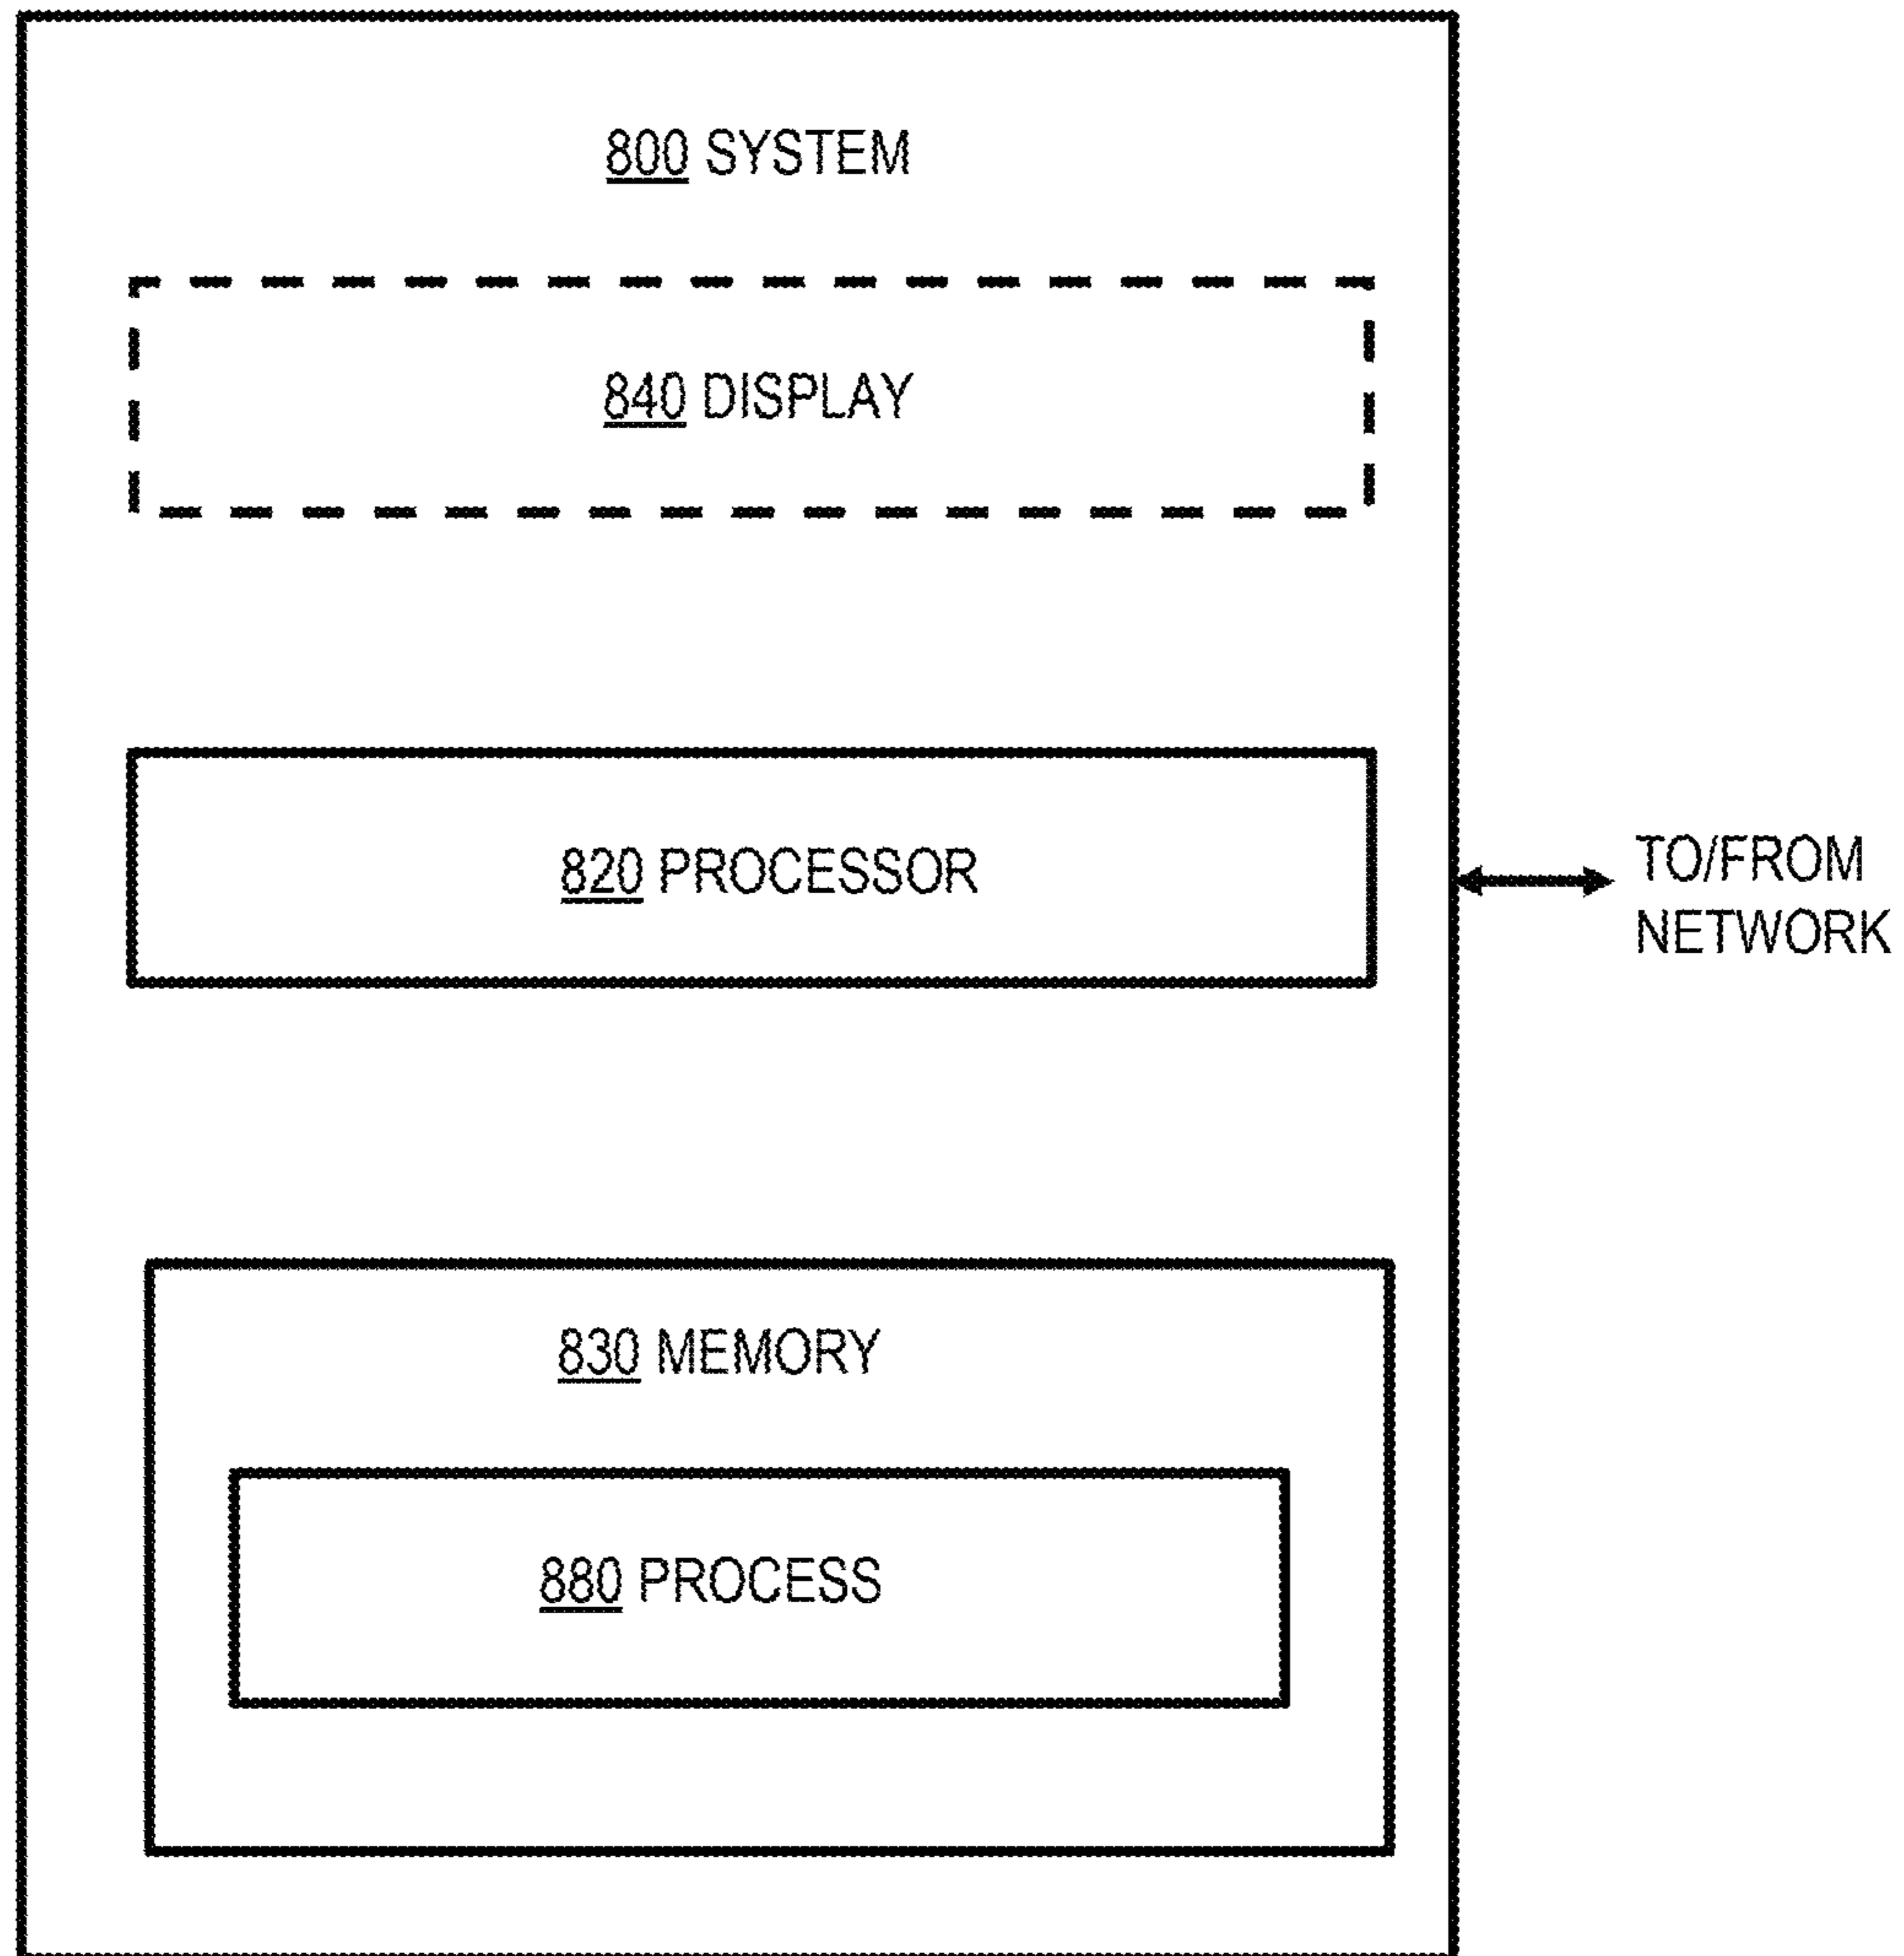 800 SYSTEM
840 DISPLAY
820 PROCESSOR
TO/FROM
NETWORK
830 MEMORY
880 PROCESS